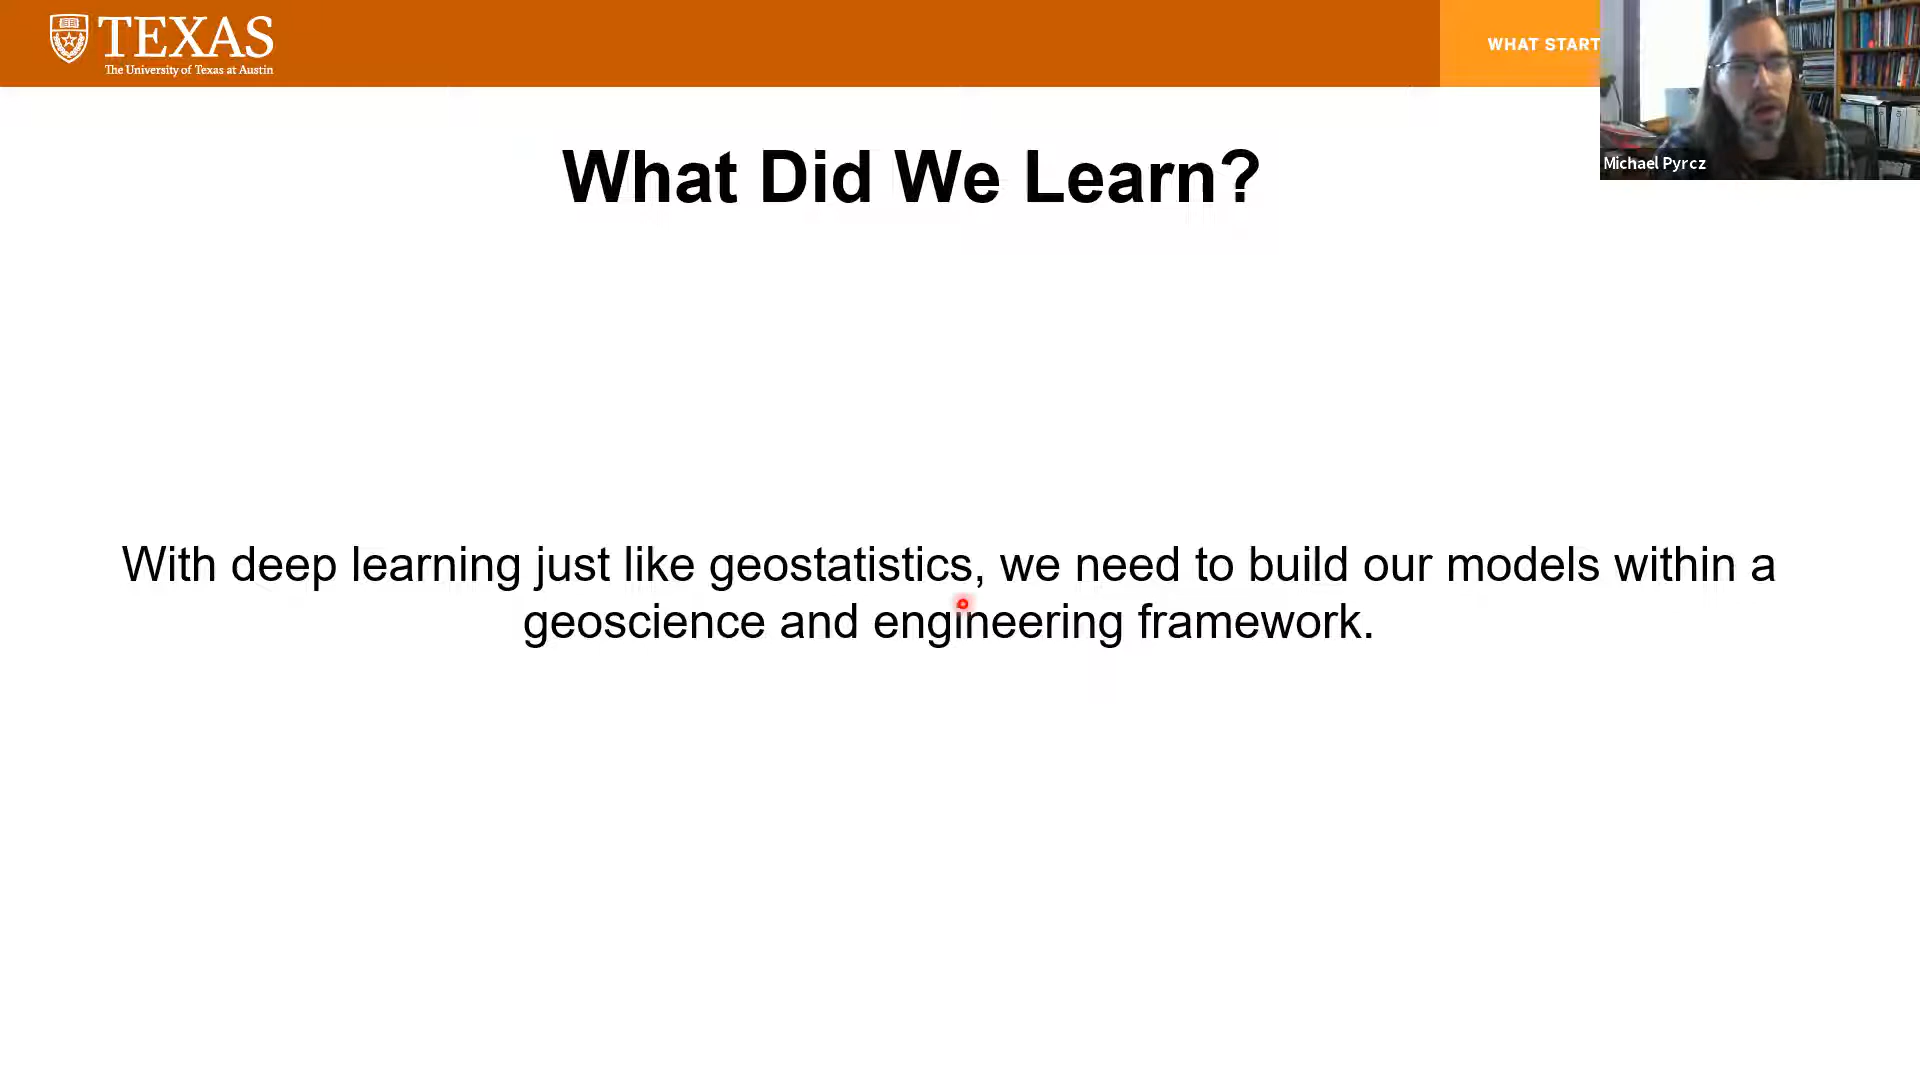 TEXAS
The University of Texas at Austin
WHAT START
Michael Pyrcz
What Did We Learn?
With deep learning just like geostatistics, we need to build our models within a
geoscience and engineering framework.